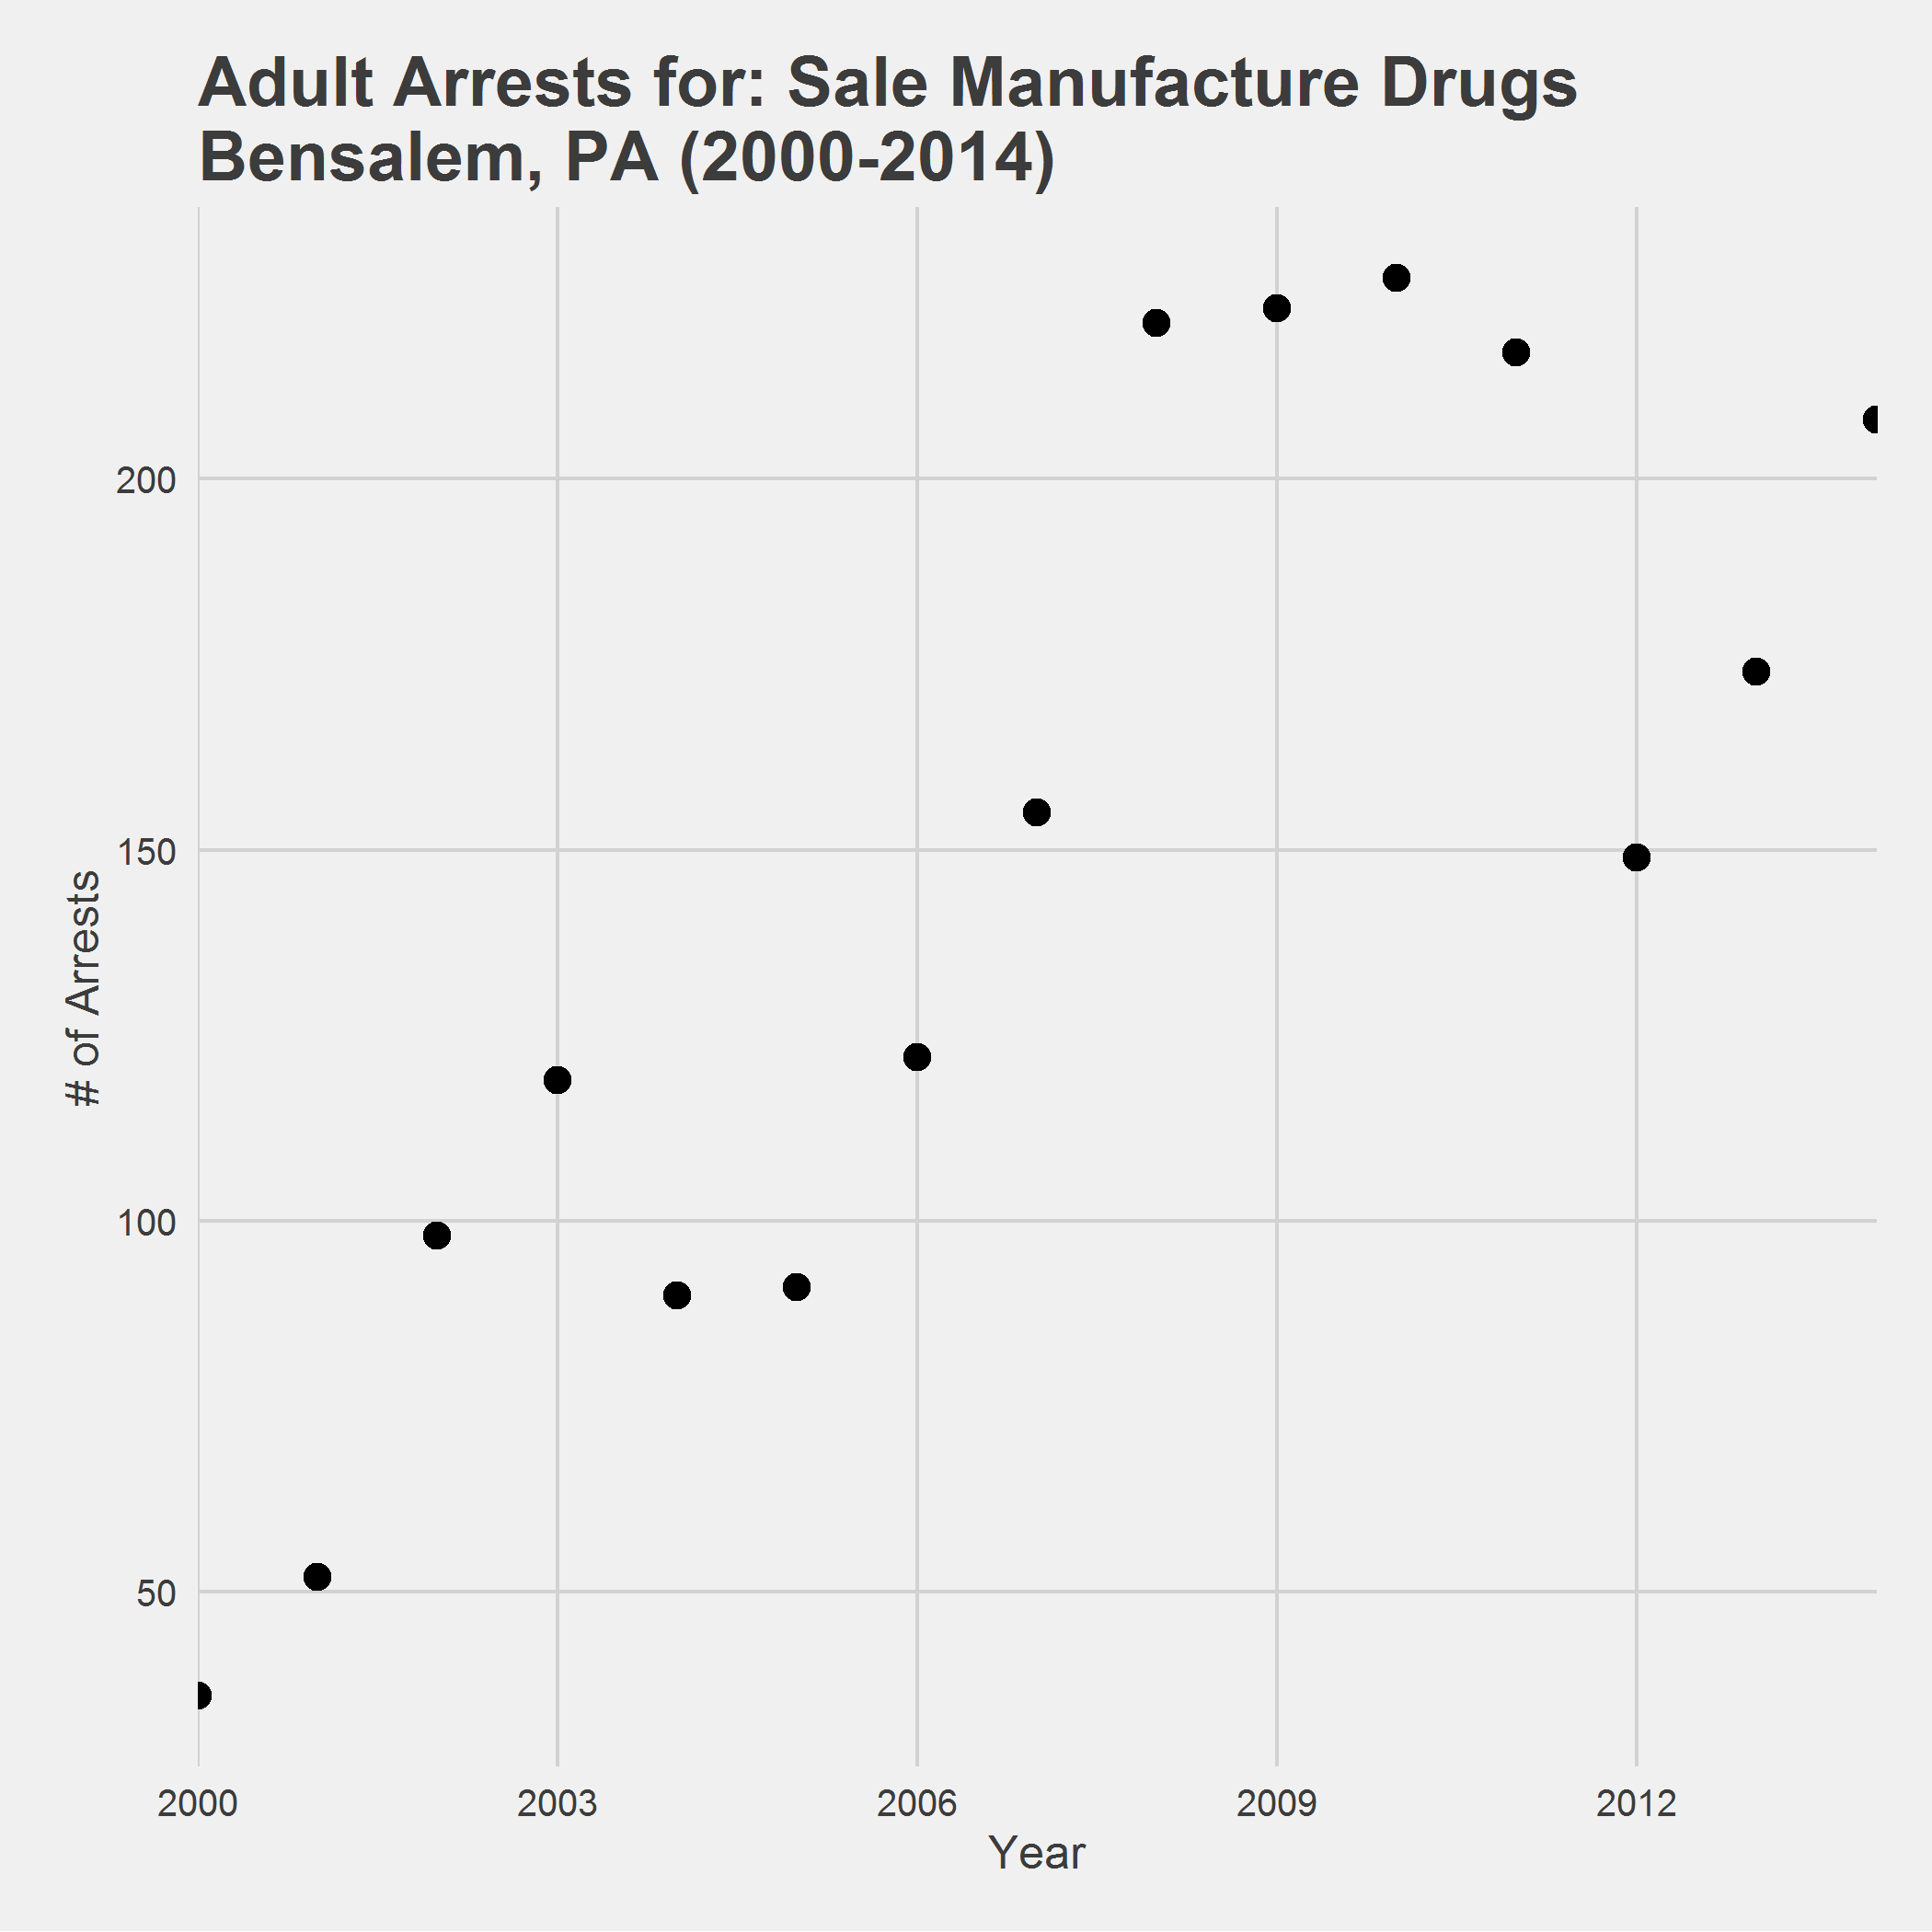 Adult Arrests for: Sale Manufacture Drugs
Bensalem, PA (2000-2014)
200
150
100
50
# of Arrests
2000 2003 2006 2009 2012
Year